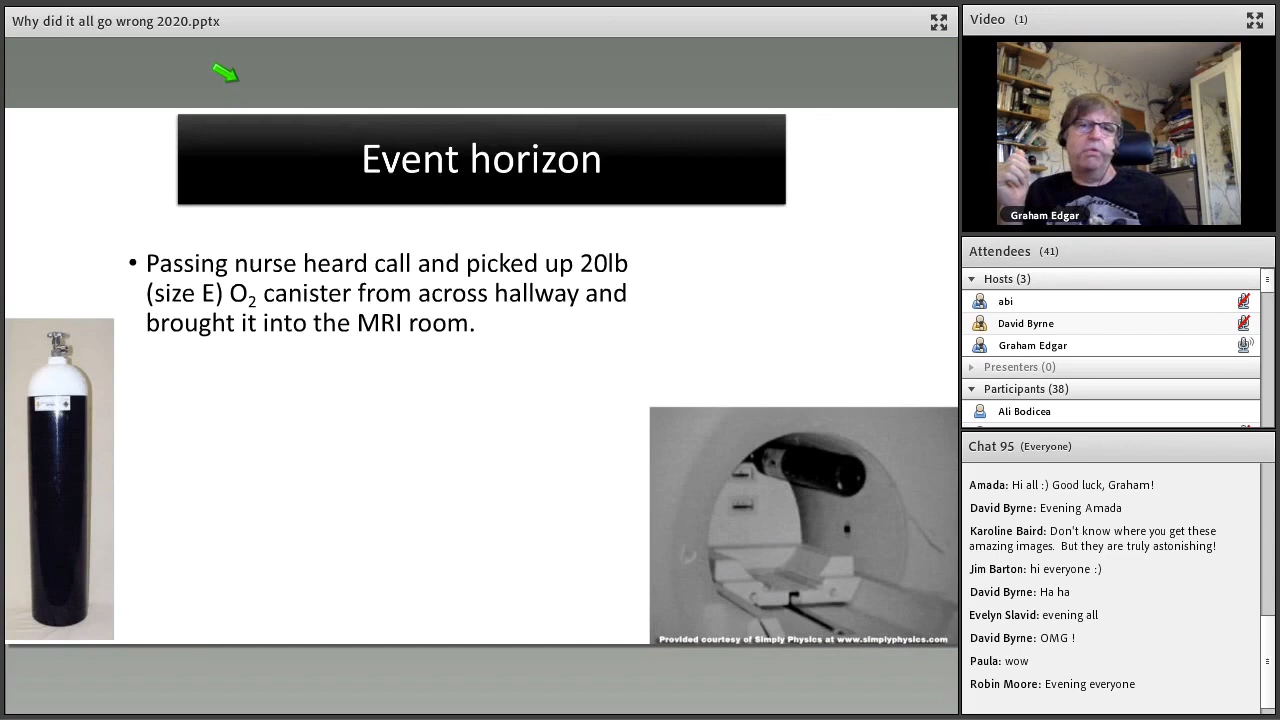 Why did it all go wrong 2020.pptx
Event horizon
• Passing nurse heard call and picked up 20lb
(size E) O₂ canister from across hallway and
brought it into the MRI room.
Provided courtesy of Simply Physics at www.simplyphysics.com
Video (1)
Graham Edgar
Attendees (41)
Hosts (3)
abi
David Byrne
Graham Edgar
Presenters (0)
Participants (38)
Ali Bodicea
Chat 95 (Everyone)
Amada: Hi all :) Good luck, Graham!
David Byrne: Evening Amada
Karoline Baird: Don't know where you get these
amazing images. But they are truly astonishing!
Jim Barton: hi everyone :)
David Byrne: Ha ha
Evelyn Slavid: evening all
David Byrne: OMG !
Paula: wow
Robin Moore: Evening everyone